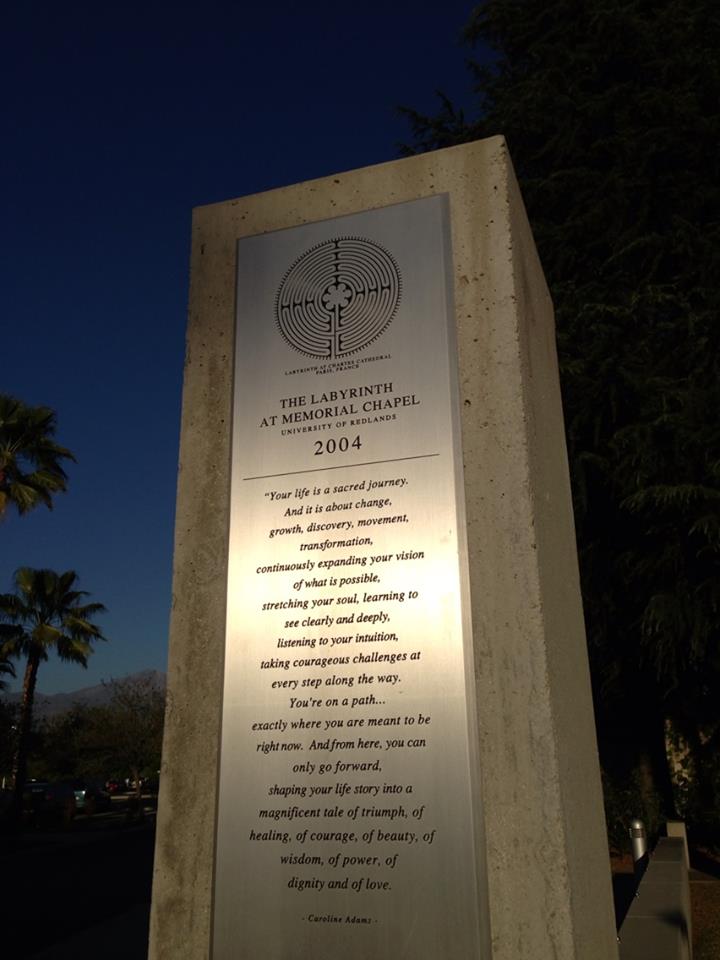 LABYRINTH AT CHARTES CATHEDRAL
PARIS, FRANCE
THE LABYRINTH
AT MEMORIAL CHAPEL
UNIVERSITY OF REDLANDS
2004
"Your life is a sacred journey.
And it is about change,
growth, discovery, movement,
transformation,
continuously expanding your vision
of what is possible,
stretching your soul, learning to
see clearly and deeply,
listening to your intuition,
taking courageous challenges at
every step along the way.
You're on a path...
exactly where you are meant to be
right now. And from here, you can
only go forward,
shaping your life story into a
magnificent tale of triumph, of
healing, of courage, of beauty, of
wisdom, of power, of
dignity and of love.
- Caroline Adams -